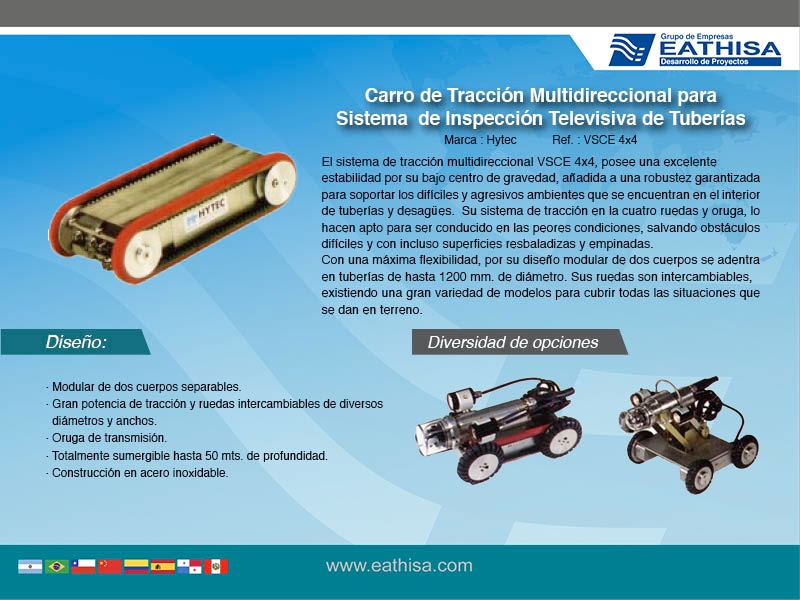 Grupo de Empresas
EATHISA
Desarrollo de Proyectos
Carro de Tracción Multidireccional para
Sistema de Inspección Televisiva de Tuberías
Marca : Hytec Ref. : VSCE 4x4
El sistema de tracción multidireccional VSCE 4x4, posee una excelente
estabilidad por su bajo centro de gravedad, añadida a una robustez garantizada
para soportar los difíciles y agresivos ambientes que se encuentran en el interior
de tuberías y desagües. Su sistema de tracción en la cuatro ruedas y oruga, lo
hacen apto para ser conducido en las peores condiciones, salvando obstáculos
difíciles y con incluso superficies resbaladizas y empinadas.
Con una máxima flexibilidad, por su diseño modular de dos cuerpos se adentra
en tuberías de hasta 1200 mm. de diámetro. Sus ruedas son intercambiables,
existiendo una gran variedad de modelos para cubrir todas las situaciones que
se dan en terreno.
HYTEC
Diseño:
Diversidad de opciones
· Modular de dos cuerpos separables.
· Gran potencia de tracción y ruedas intercambiables de diversos
diámetros y anchos.
· Oruga de transmisión.
· Totalmente sumergible hasta 50 mts. de profundidad.
· Construcción en acero inoxidable.
www.eathisa.com